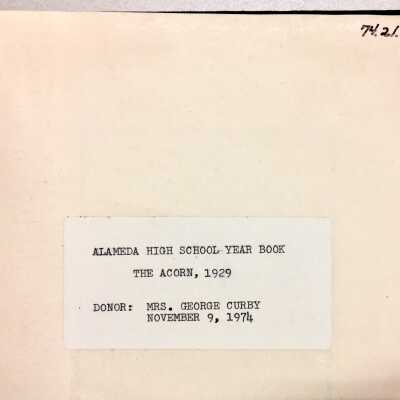 74.21.
ALAMEDA HIGH SCHOOL YEAR BOOK
THE ACORN, 1929
DONOR: MRS. GEORGE CURBY
NOVEMBER 9, 1974